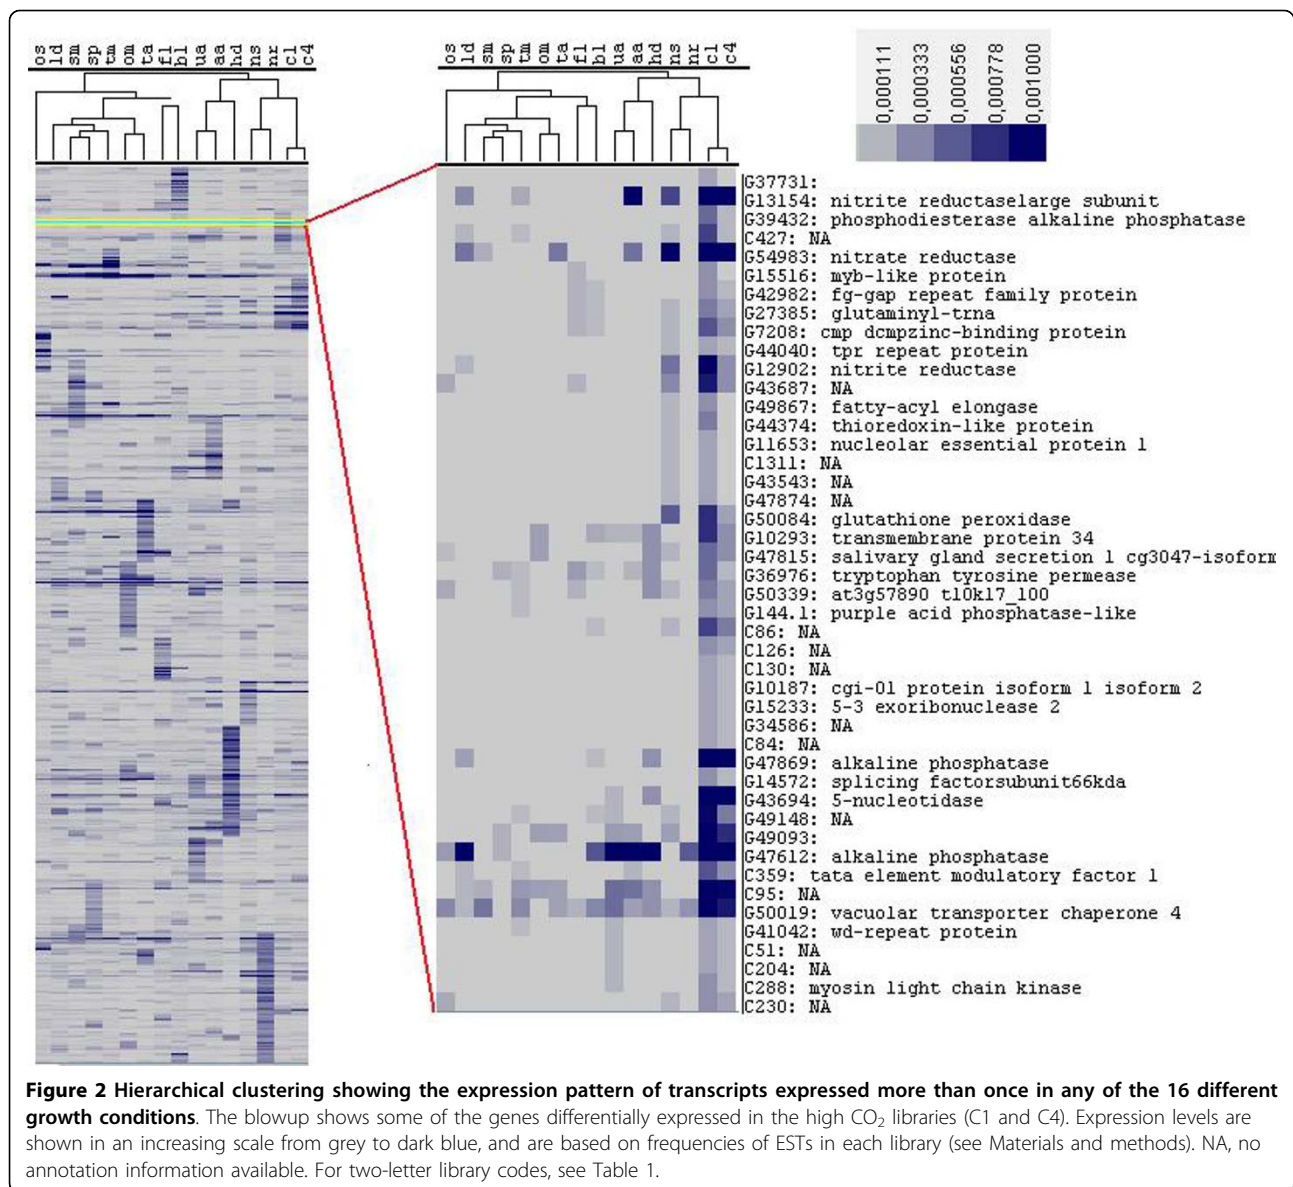 os ld sm sp tm om ta fl bl ua aa hd ns nr c1 c4
os ld sm sp tm om ta fl bl ua aa hd ns nr c1 c4
0,000111
0,000333
0,000556
0,000778
0,001000
G37731:
G13154: nitrite reductaselarge subunit
G39432: phosphodiesterase alkaline phosphatase
C427: NA
G54983: nitrate reductase
G15516: myb-like protein
G42982: fg-gap repeat family protein
G27385: glutaminyl-trna
G7208: cmp dcmpzinc-binding protein
G44040: tpr repeat protein
G12902: nitrite reductase
G43687: NA
G49867: fatty-acyl elongase
G44374: thioredoxin-like protein
G11653: nucleolar essential protein 1
C1311: NA
G43543: NA
G47874: NA
G50084: glutathione peroxidase
G10293: transmembrane protein 34
G47815: salivary gland secretion 1 cg3047-isoform
G36976: tryptophan tyrosine permease
G50339: at3g57890 t10k17_100
G144.1: purple acid phosphatase-like
C86: NA
C126: NA
C130: NA
G10187: cgi-01 protein isoform 1 isoform 2
G15233: 5-3 exoribonuclease 2
G34586: NA
C84: NA
G47869: alkaline phosphatase
G14572: splicing factorsubunit66kda
G43694: 5-nucleotidase
G49148: NA
G49093:
G47612: alkaline phosphatase
C359: tata element modulatory factor 1
C95: NA
G50019: vacuolar transporter chaperone 4
G41042: wd-repeat protein
C51: NA
C204: NA
C288: myosin light chain kinase
C230: NA
Figure 2 Hierarchical clustering showing the expression pattern of transcripts expressed more than once in any of the 16 different
growth conditions. The blowup shows some of the genes differentially expressed in the high CO₂ libraries (C1 and C4). Expression levels are
shown in an increasing scale from grey to dark blue, and are based on frequencies of ESTs in each library (see Materials and methods). NA, no
annotation information available. For two-letter library codes, see Table 1.